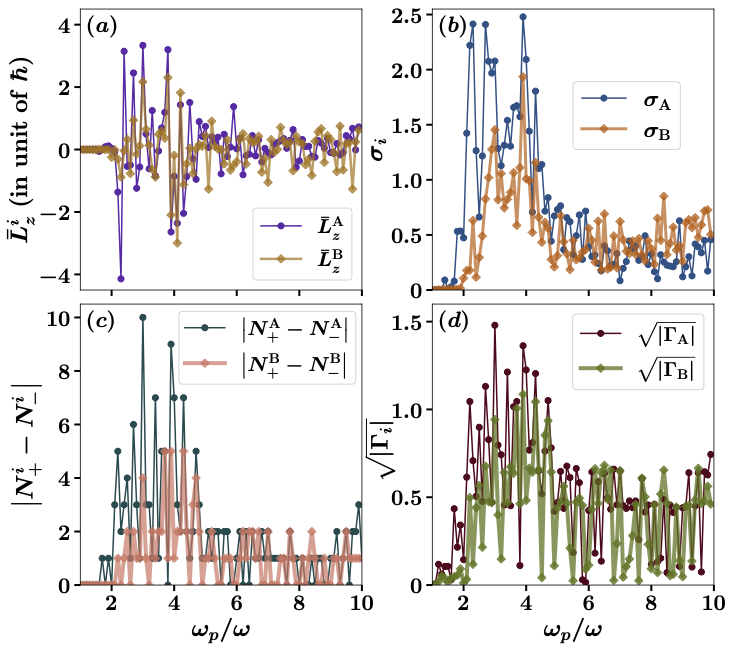 (a)
4
2
0
−2
−4
L̄_z^i (in unit of ħ)
L̄_z^A
L̄_z^B
(b)
2.5
2.0
1.5
1.0
0.5
0
σ_i
σ_A
σ_B
(c)
10
8
6
4
2
0
|N_+^i − N_−^i|
|N_+^A − N_−^A|
|N_+^B − N_−^B|
2 4 6 8 10
ω_p/ω
(d)
1.5
1.0
0.5
0
√|Γ_i|
√|Γ_A|
√|Γ_B|
2 4 6 8 10
ω_p/ω